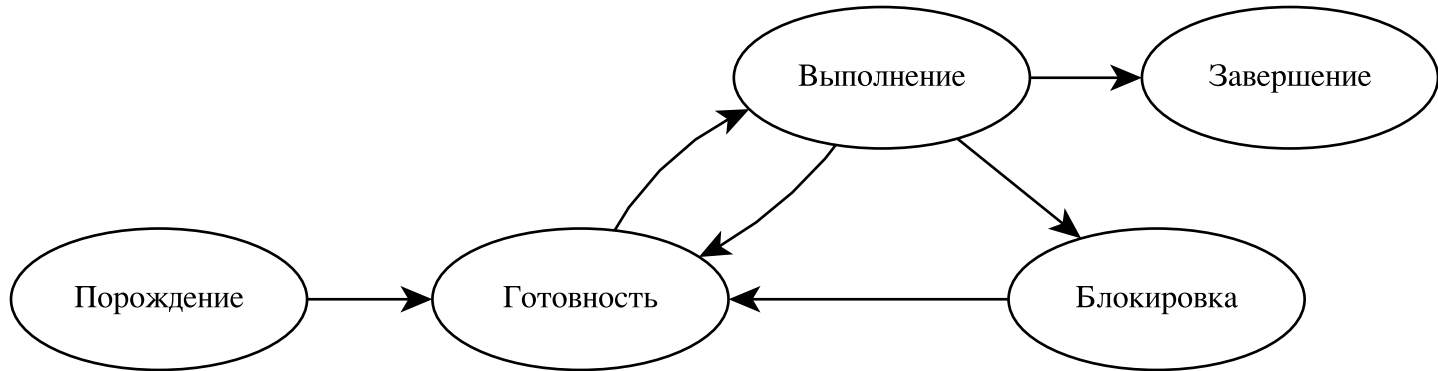 Выполнение
Завершение
Порождение
Готовность
Блокировка